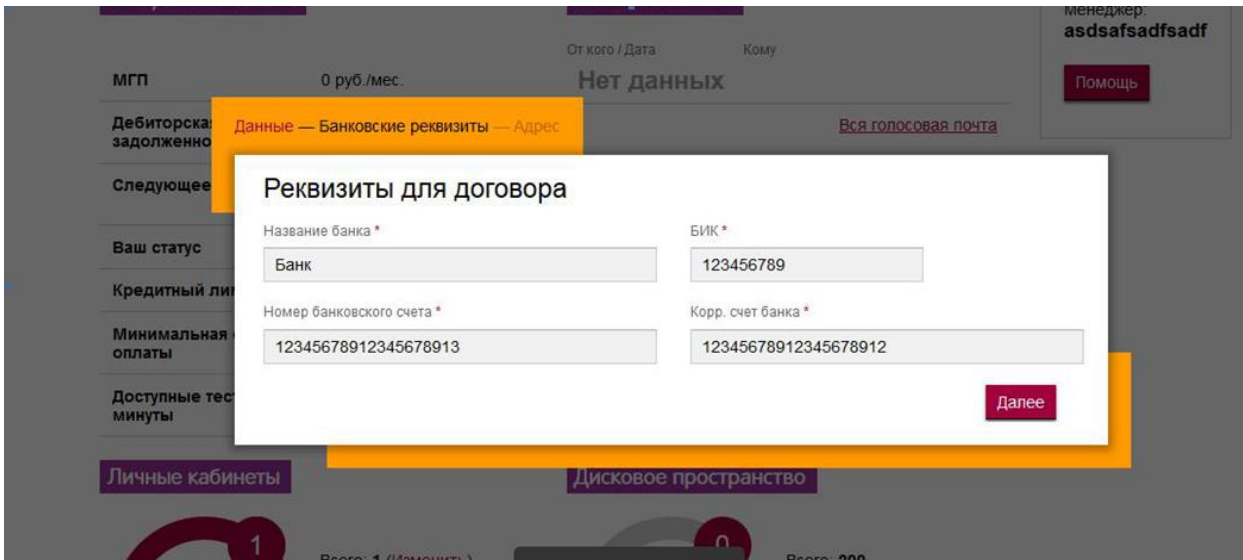 Менеджер:
asdsafsadfsadf
От кого / Дата Кому
МГП 0 руб./мес. Нет данных
Помощь
Дебиторская
задолженно
Данные — Банковские реквизиты — Адрес
Вся голосовая почта
Следующее
Реквизиты для договора
Название банка * БИК *
Банк 123456789
Ваш статус
Кредитный ли
Номер банковского счета * Корр. счет банка *
Минимальная
оплаты
12345678912345678913 12345678912345678912
Доступные тес
минуты
Далее
Личные кабинеты Дисковое пространство
1 0
Всего: 1 (Изменить) Всего: 200